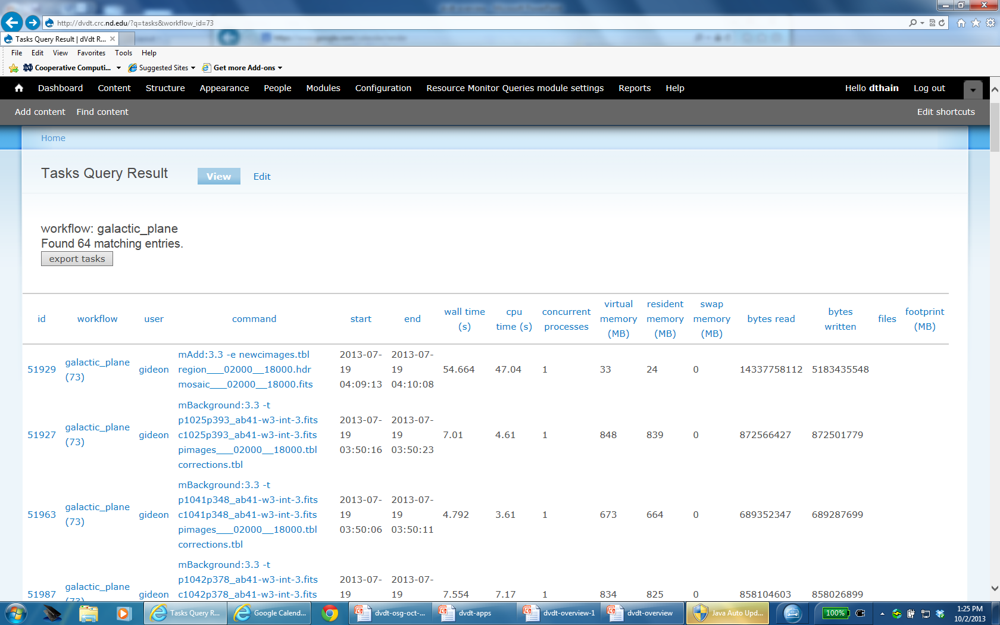 http://dvdt.crc.nd.edu/?q=tasks&workflow_id=73
Tasks Query Result | dVdt R...
File Edit View Favorites Tools Help
Cooperative Computi... Suggested Sites Get more Add-ons
Dashboard Content Structure Appearance People Modules Configuration Resource Monitor Queries module settings Reports Help Hello dthain Log out
Add content Find content Edit shortcuts
Home
Tasks Query Result View Edit
workflow: galactic_plane
Found 64 matching entries.
export tasks
id workflow user command start end wall time (s) cpu time (s) concurrent processes virtual memory (MB) resident memory (MB) swap memory (MB) bytes read bytes written files footprint (MB)
51929 galactic_plane (73) gideon mAdd:3.3 -e newcimages.tbl region___02000__18000.hdr mosaic___02000__18000.fits 2013-07-19 04:09:13 2013-07-19 04:10:08 54.664 47.04 1 33 24 0 14337758112 5183435548
51927 galactic_plane (73) gideon mBackground:3.3 -t p1025p393_ab41-w3-int-3.fits c1025p393_ab41-w3-int-3.fits pimages___02000__18000.tbl corrections.tbl 2013-07-19 03:50:16 2013-07-19 03:50:23 7.01 4.61 1 848 839 0 872566427 872501779
51963 galactic_plane (73) gideon mBackground:3.3 -t p1041p348_ab41-w3-int-3.fits c1041p348_ab41-w3-int-3.fits pimages___02000__18000.tbl corrections.tbl 2013-07-19 03:50:06 2013-07-19 03:50:11 4.792 3.61 1 673 664 0 689352347 689287699
51987 galactic_plane (73) gideon mBackground:3.3 -t p1042p378_ab41-w3-int-3.fits c1042p378_ab41-w3-int-3.fits 2013-07-19 2013-07-19 7.554 7.17 1 834 825 0 858104603 858026899
Tasks Query R... Google Calend... dvdt-osg-oct-... dvdt-apps dvdt-overview-1 dvdt-overview Java Auto Upd... 100% 1:25 PM
10/2/2013